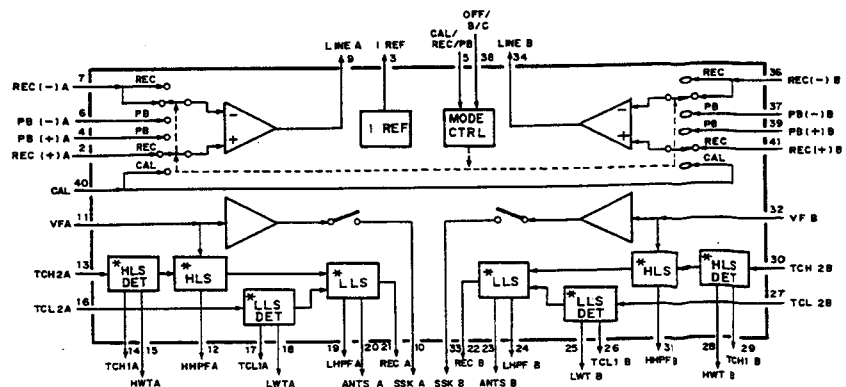 OFF/
B/C
CAL/
REC/PB
LINE A
I REF
LINE B
9
3
5
38
34
7
REC(-)A
REC
6
PB(-)A
PB
4
PB(+)A
PB
2
REC(+)A
REC
CAL
40
CAL
-
+
I REF
MODE
CTRL
-
+
REC
36
REC(-)B
PB
37
PB(-)B
PB
39
PB(+)B
REC
41
REC(+)B
CAL
VFA
11
32
VF B
TCH2A
13
*HLS
DET
*HLS
*LLS
*LLS
*HLS
*HLS
DET
30
TCH 2B
TCL2A
16
*LLS
DET
*LLS
DET
27
TCL 2B
14
15
12
17
18
19
20
21
10
33
22
23
24
25
26
31
28
29
TCH1A
HWTA
HHPFA
TCL1A
LWTA
LHPFA
ANTS A
REC A
SSK A
SSK B
REC B
ANTS B
LHPF B
LWT B
TCL1 B
HHPF B
HWT B
TCH1 B